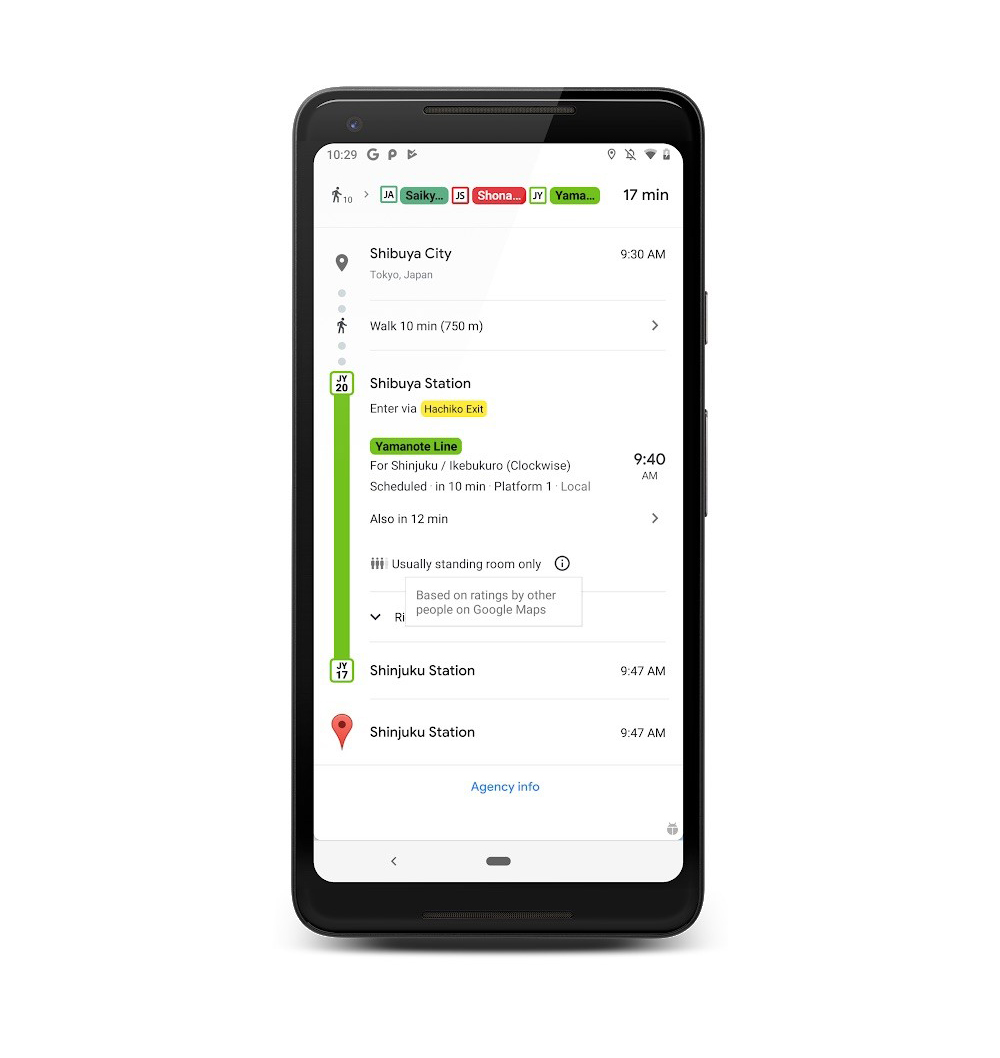 10:29
10 JA Saiky... JS Shona... JY Yama... 17 min
Shibuya City 9:30 AM
Tokyo, Japan
Walk 10 min (750 m)
JY 20
Shibuya Station
Enter via Hachiko Exit
Yamanote Line
For Shinjuku / Ikebukuro (Clockwise) 9:40 AM
Scheduled · in 10 min · Platform 1 · Local
Also in 12 min
Usually standing room only
Based on ratings by other
people on Google Maps
Ri
JY 17
Shinjuku Station 9:47 AM
Shinjuku Station 9:47 AM
Agency info